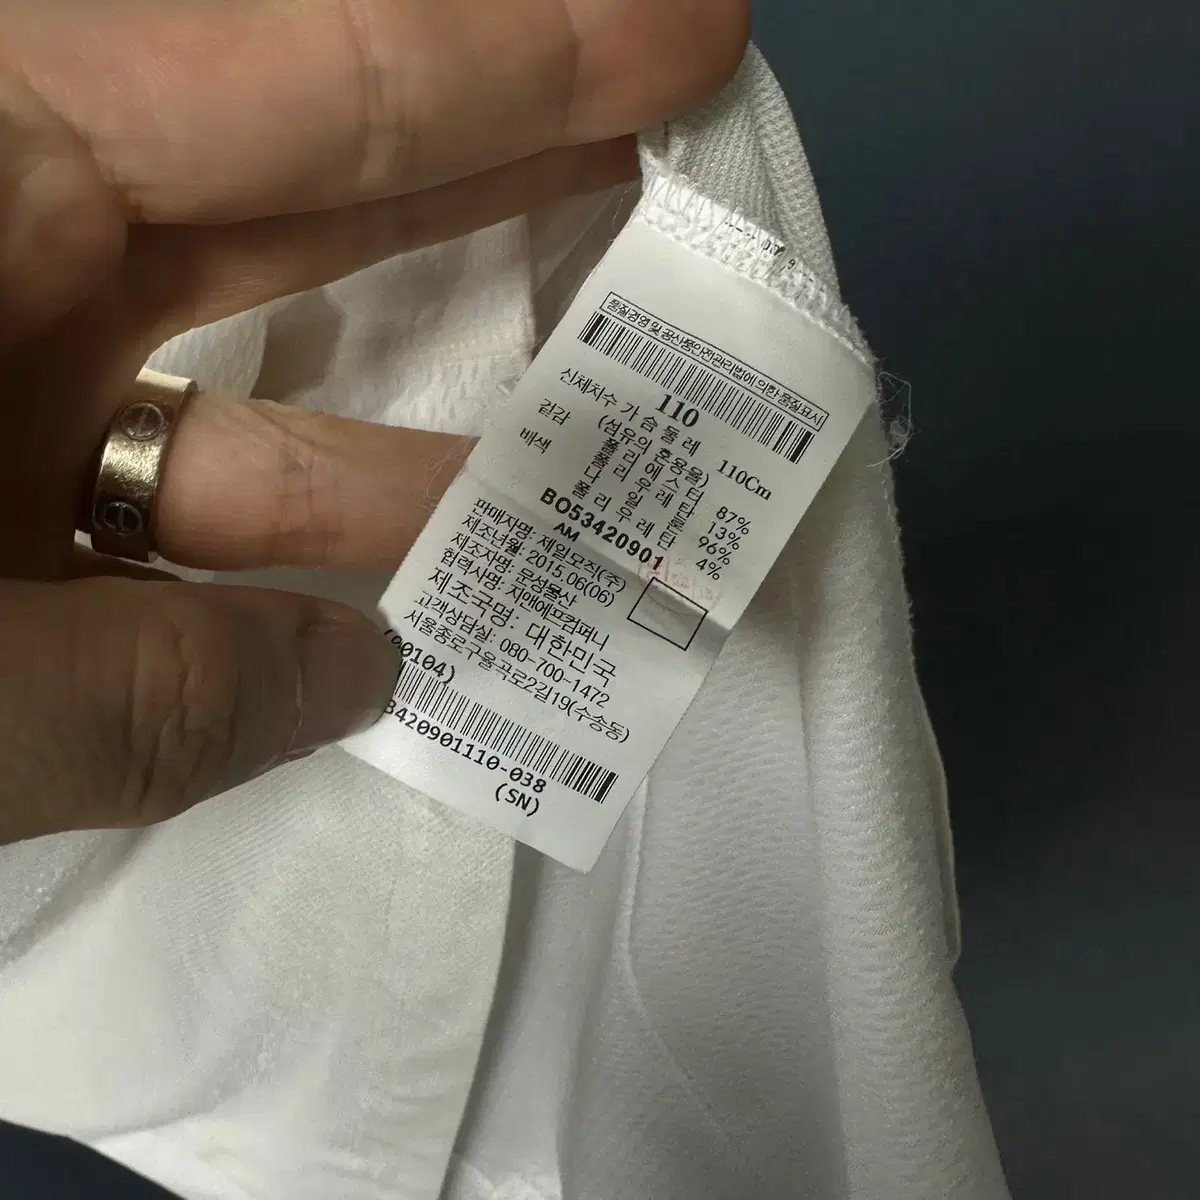 품질경영 및 공산품안전관리법에 의한 품질표시
110
신체치수 가슴둘레 110Cm
(섬유의 혼용율)
겉감 폴리에스터 87%
폴리우레탄 13%
배색 나일론 96%
폴리우레탄 4%
BO53420901
AM
판매자명: 제일모직(주)
제조년월: 2015.06(06)
제조자명: 문성물산
협력사명: 지앤에프컴퍼니
제조국명: 대한민국
고객상담실: 080-700-1472
서울종로구율곡로2길19(수송동)
0104)
3420901110-038
(SN)